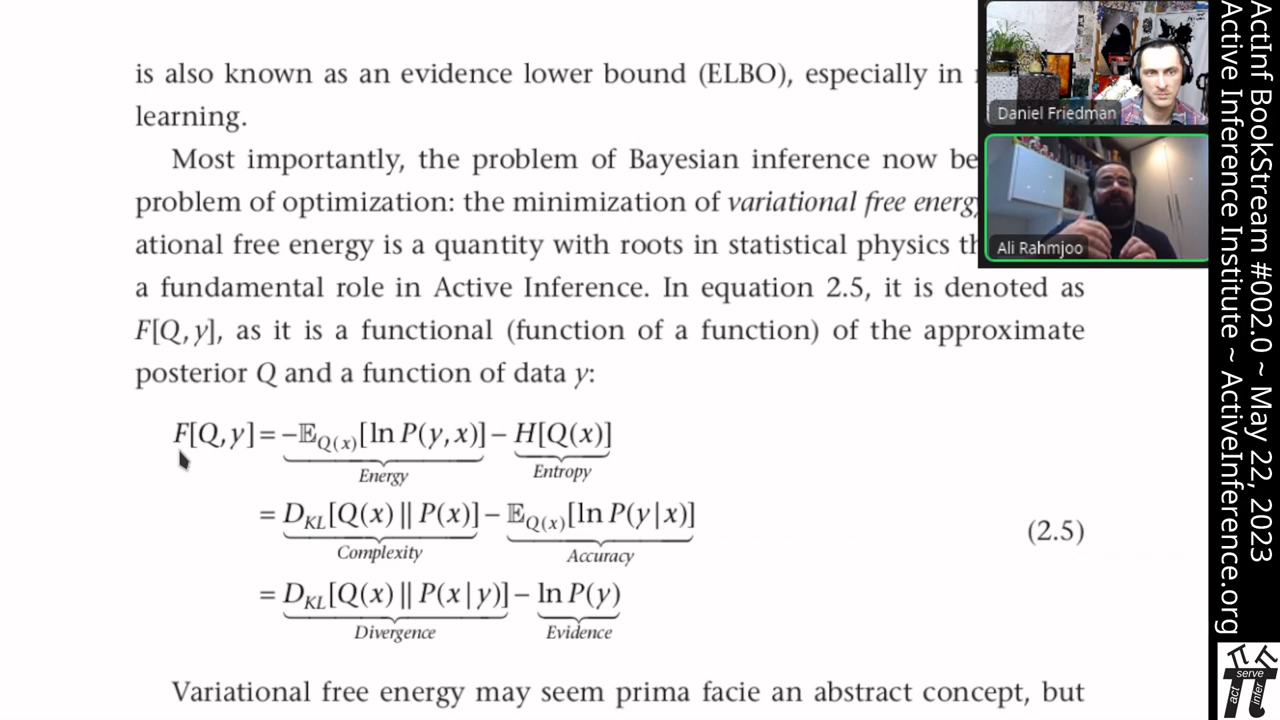 is also known as an evidence lower bound (ELBO), especially in
learning.
Most importantly, the problem of Bayesian inference now be
problem of optimization: the minimization of variational free energy
ational free energy is a quantity with roots in statistical physics th
a fundamental role in Active Inference. In equation 2.5, it is denoted as
F[Q, y], as it is a functional (function of a function) of the approximate
posterior Q and a function of data y:
F[Q, y] = −𝔼Q(x)[ln P(y, x)] − H[Q(x)]
Energy Entropy
= DKL[Q(x) || P(x)] − 𝔼Q(x)[ln P(y|x)]
Complexity Accuracy
(2.5)
= DKL[Q(x) || P(x|y)] − ln P(y)
Divergence Evidence
Variational free energy may seem prima facie an abstract concept, but
Daniel Friedman
Ali Rahmjoo
ActInf BookStream #002.0 ~ May 22, 2023
Active Inference Institute ~ ActiveInference.org
serve
act
infer